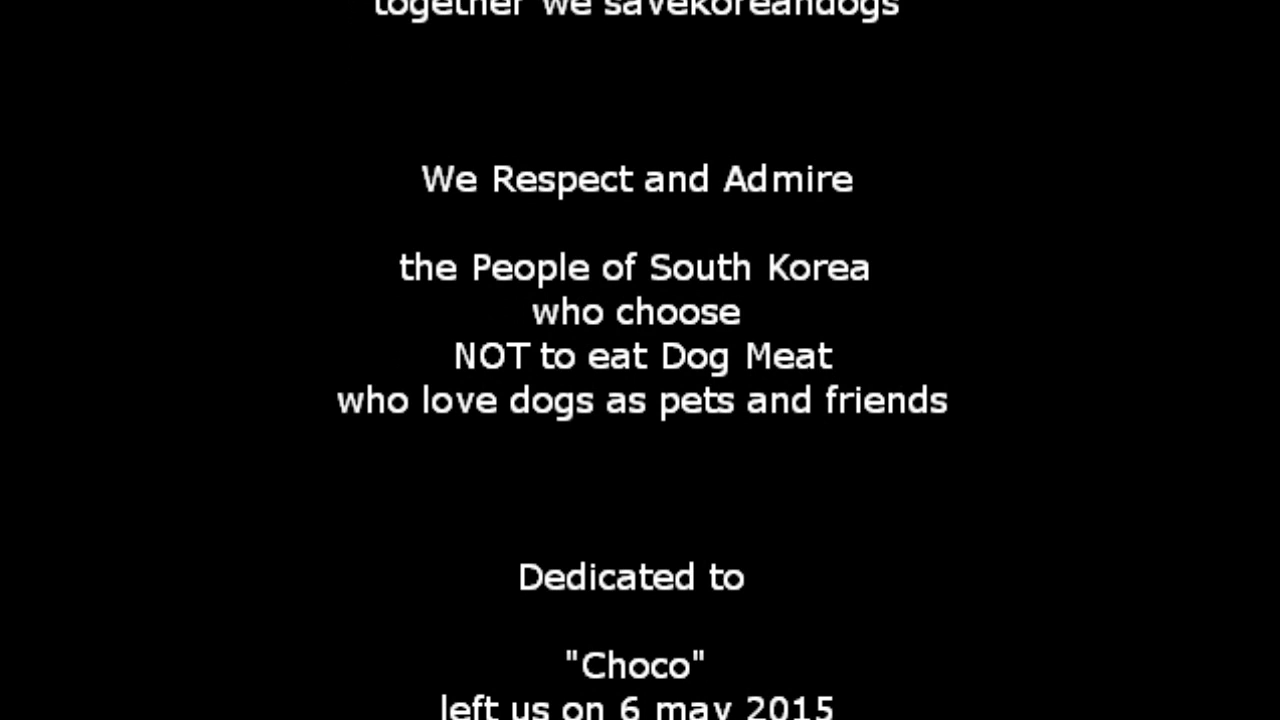 together we savekoreandogs
We Respect and Admire
the People of South Korea
who choose
NOT to eat Dog Meat
who love dogs as pets and friends
Dedicated to
"Choco"
left us on 6 may 2015